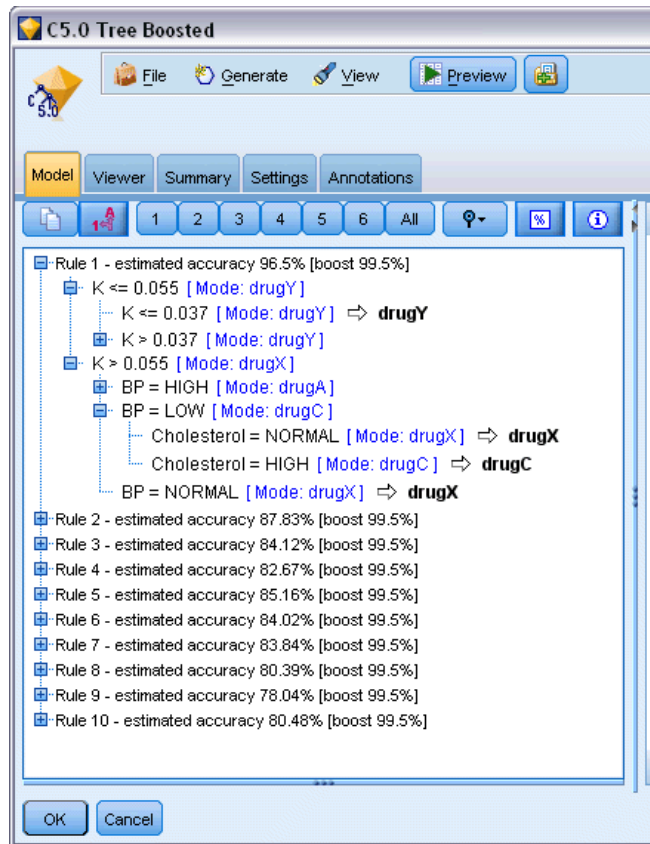 C5.0 Tree Boosted
File Generate View Preview
C 5.0
Model Viewer Summary Settings Annotations
1 2 3 4 5 6 All %
Rule 1 - estimated accuracy 96.5% [boost 99.5%]
K <= 0.055 [Mode: drugY]
K <= 0.037 [Mode: drugY] ⇨ drugY
K > 0.037 [Mode: drugY]
K > 0.055 [Mode: drugX]
BP = HIGH [Mode: drugA]
BP = LOW [Mode: drugC]
Cholesterol = NORMAL [Mode: drugX] ⇨ drugX
Cholesterol = HIGH [Mode: drugC] ⇨ drugC
BP = NORMAL [Mode: drugX] ⇨ drugX
Rule 2 - estimated accuracy 87.83% [boost 99.5%]
Rule 3 - estimated accuracy 84.12% [boost 99.5%]
Rule 4 - estimated accuracy 82.67% [boost 99.5%]
Rule 5 - estimated accuracy 85.16% [boost 99.5%]
Rule 6 - estimated accuracy 84.02% [boost 99.5%]
Rule 7 - estimated accuracy 83.84% [boost 99.5%]
Rule 8 - estimated accuracy 80.39% [boost 99.5%]
Rule 9 - estimated accuracy 78.04% [boost 99.5%]
Rule 10 - estimated accuracy 80.48% [boost 99.5%]
OK Cancel